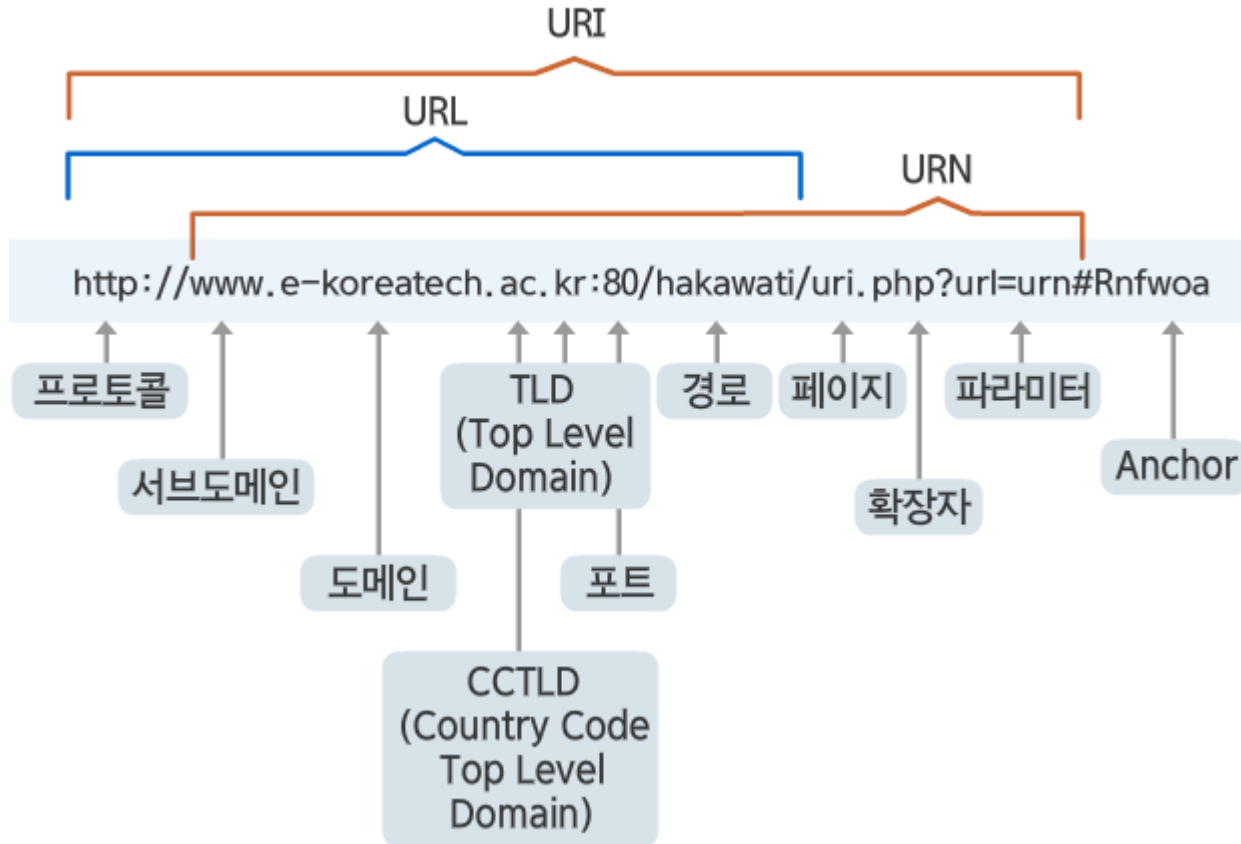 URI
URL
URN
http://www.e-koreatech.ac.kr:80/hakawati/uri.php?url=urn#Rnfwoa
프로토콜
서브도메인
도메인
TLD
(Top Level
Domain)
CCTLD
(Country Code
Top Level
Domain)
포트
경로
페이지
확장자
파라미터
Anchor